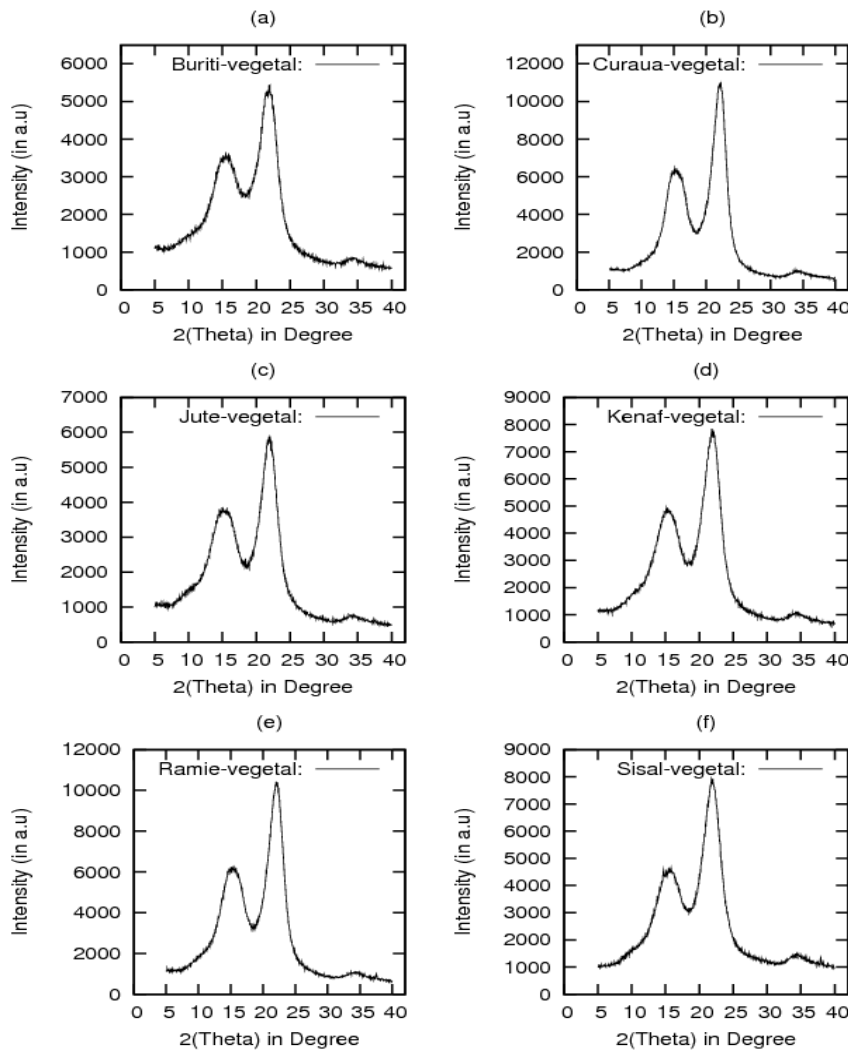 (a)
Buriti-vegetal:
Intensity (in a.u)
6000
5000
4000
3000
2000
1000
0
0 5 10 15 20 25 30 35 40
2(Theta) in Degree
(b)
Curaua-vegetal:
Intensity (in a.u)
12000
10000
8000
6000
4000
2000
0
0 5 10 15 20 25 30 35 40
2(Theta) in Degree
(c)
Jute-vegetal:
Intensity (in a.u)
7000
6000
5000
4000
3000
2000
1000
0
0 5 10 15 20 25 30 35 40
2(Theta) in Degree
(d)
Kenaf-vegetal:
Intensity (in a.u)
9000
8000
7000
6000
5000
4000
3000
2000
1000
0
0 5 10 15 20 25 30 35 40
2(Theta) in Degree
(e)
Ramie-vegetal:
Intensity (in a.u)
12000
10000
8000
6000
4000
2000
0
0 5 10 15 20 25 30 35 40
2(Theta) in Degree
(f)
Sisal-vegetal:
Intensity (in a.u)
9000
8000
7000
6000
5000
4000
3000
2000
1000
0
0 5 10 15 20 25 30 35 40
2(Theta) in Degree